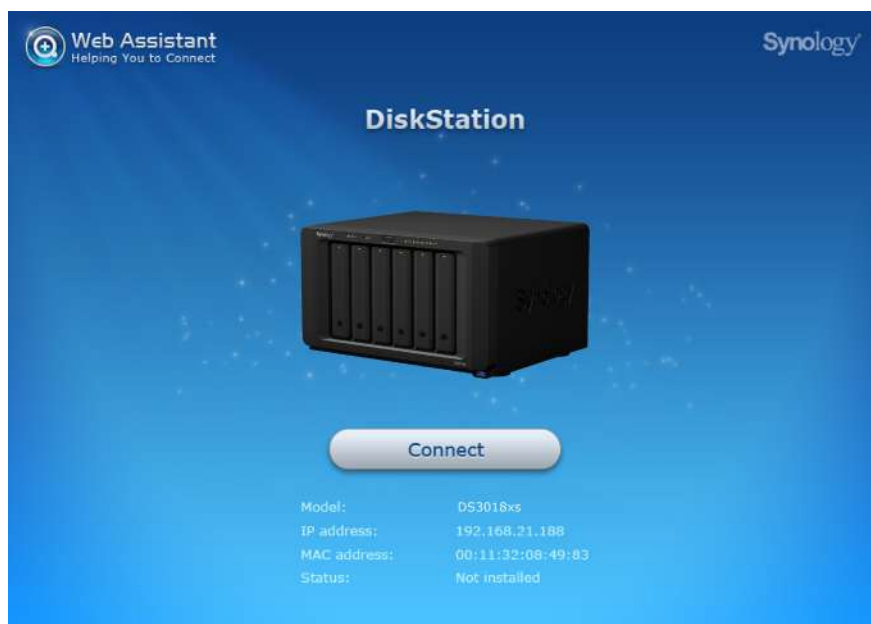 Web Assistant
Helping You to Connect
Synology
DiskStation
Synology
Connect
Model: DS3018xs
IP address: 192.168.21.188
MAC address: 00:11:32:08:49:83
Status: Not installed